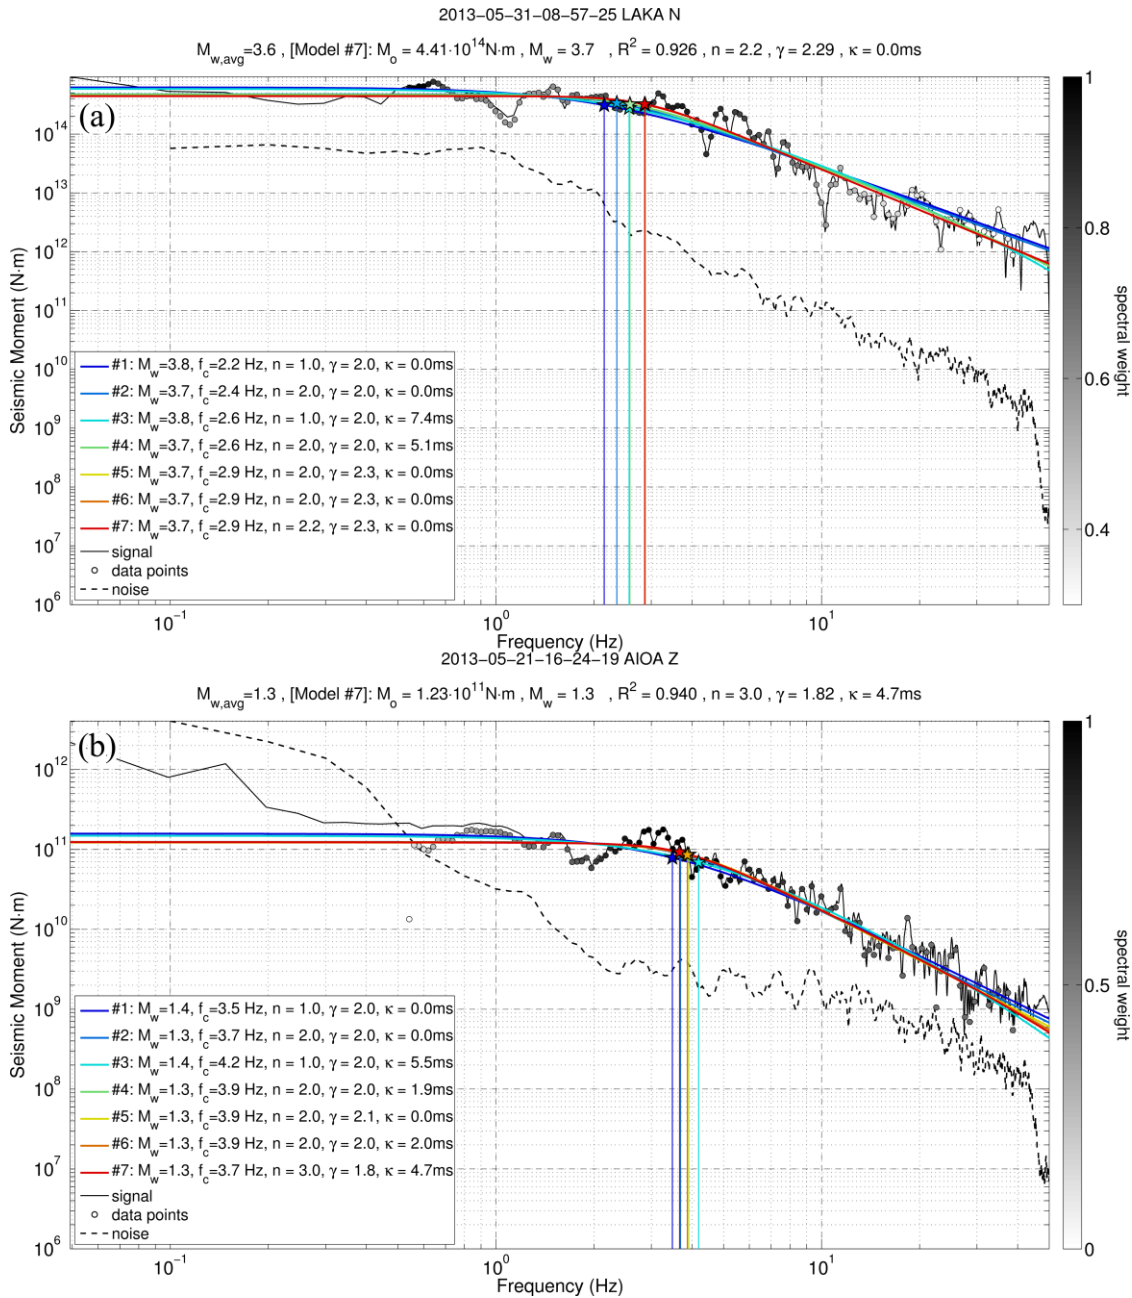 2013−05−31−08−57−25 LAKA N
M_w,avg=3.6 , [Model #7]: M_o = 4.41·10^14N·m , M_w = 3.7 , R^2 = 0.926 , n = 2.2 , γ = 2.29 , κ = 0.0ms
(a)
10^14
10^13
10^12
10^11
10^10
10^9
10^8
10^7
10^6
Seismic Moment (N·m)
#1: M_w=3.8, f_c=2.2 Hz, n = 1.0, γ = 2.0, κ = 0.0ms
#2: M_w=3.7, f_c=2.4 Hz, n = 2.0, γ = 2.0, κ = 0.0ms
#3: M_w=3.8, f_c=2.6 Hz, n = 1.0, γ = 2.0, κ = 7.4ms
#4: M_w=3.7, f_c=2.6 Hz, n = 2.0, γ = 2.0, κ = 5.1ms
#5: M_w=3.7, f_c=2.9 Hz, n = 2.0, γ = 2.3, κ = 0.0ms
#6: M_w=3.7, f_c=2.9 Hz, n = 2.0, γ = 2.3, κ = 0.0ms
#7: M_w=3.7, f_c=2.9 Hz, n = 2.2, γ = 2.3, κ = 0.0ms
signal
data points
noise
10^−1
10^0
10^1
Frequency (Hz)
1
0.8
0.6
0.4
spectral weight
2013−05−21−16−24−19 AIOA Z
M_w,avg=1.3 , [Model #7]: M_o = 1.23·10^11N·m , M_w = 1.3 , R^2 = 0.940 , n = 3.0 , γ = 1.82 , κ = 4.7ms
(b)
10^12
10^11
10^10
10^9
10^8
10^7
10^6
Seismic Moment (N·m)
#1: M_w=1.4, f_c=3.5 Hz, n = 1.0, γ = 2.0, κ = 0.0ms
#2: M_w=1.3, f_c=3.7 Hz, n = 2.0, γ = 2.0, κ = 0.0ms
#3: M_w=1.4, f_c=4.2 Hz, n = 1.0, γ = 2.0, κ = 5.5ms
#4: M_w=1.3, f_c=3.9 Hz, n = 2.0, γ = 2.0, κ = 1.9ms
#5: M_w=1.3, f_c=3.9 Hz, n = 2.0, γ = 2.1, κ = 0.0ms
#6: M_w=1.3, f_c=3.9 Hz, n = 2.0, γ = 2.0, κ = 2.0ms
#7: M_w=1.3, f_c=3.7 Hz, n = 3.0, γ = 1.8, κ = 4.7ms
signal
data points
noise
10^−1
10^0
10^1
Frequency (Hz)
1
0.5
0
spectral weight